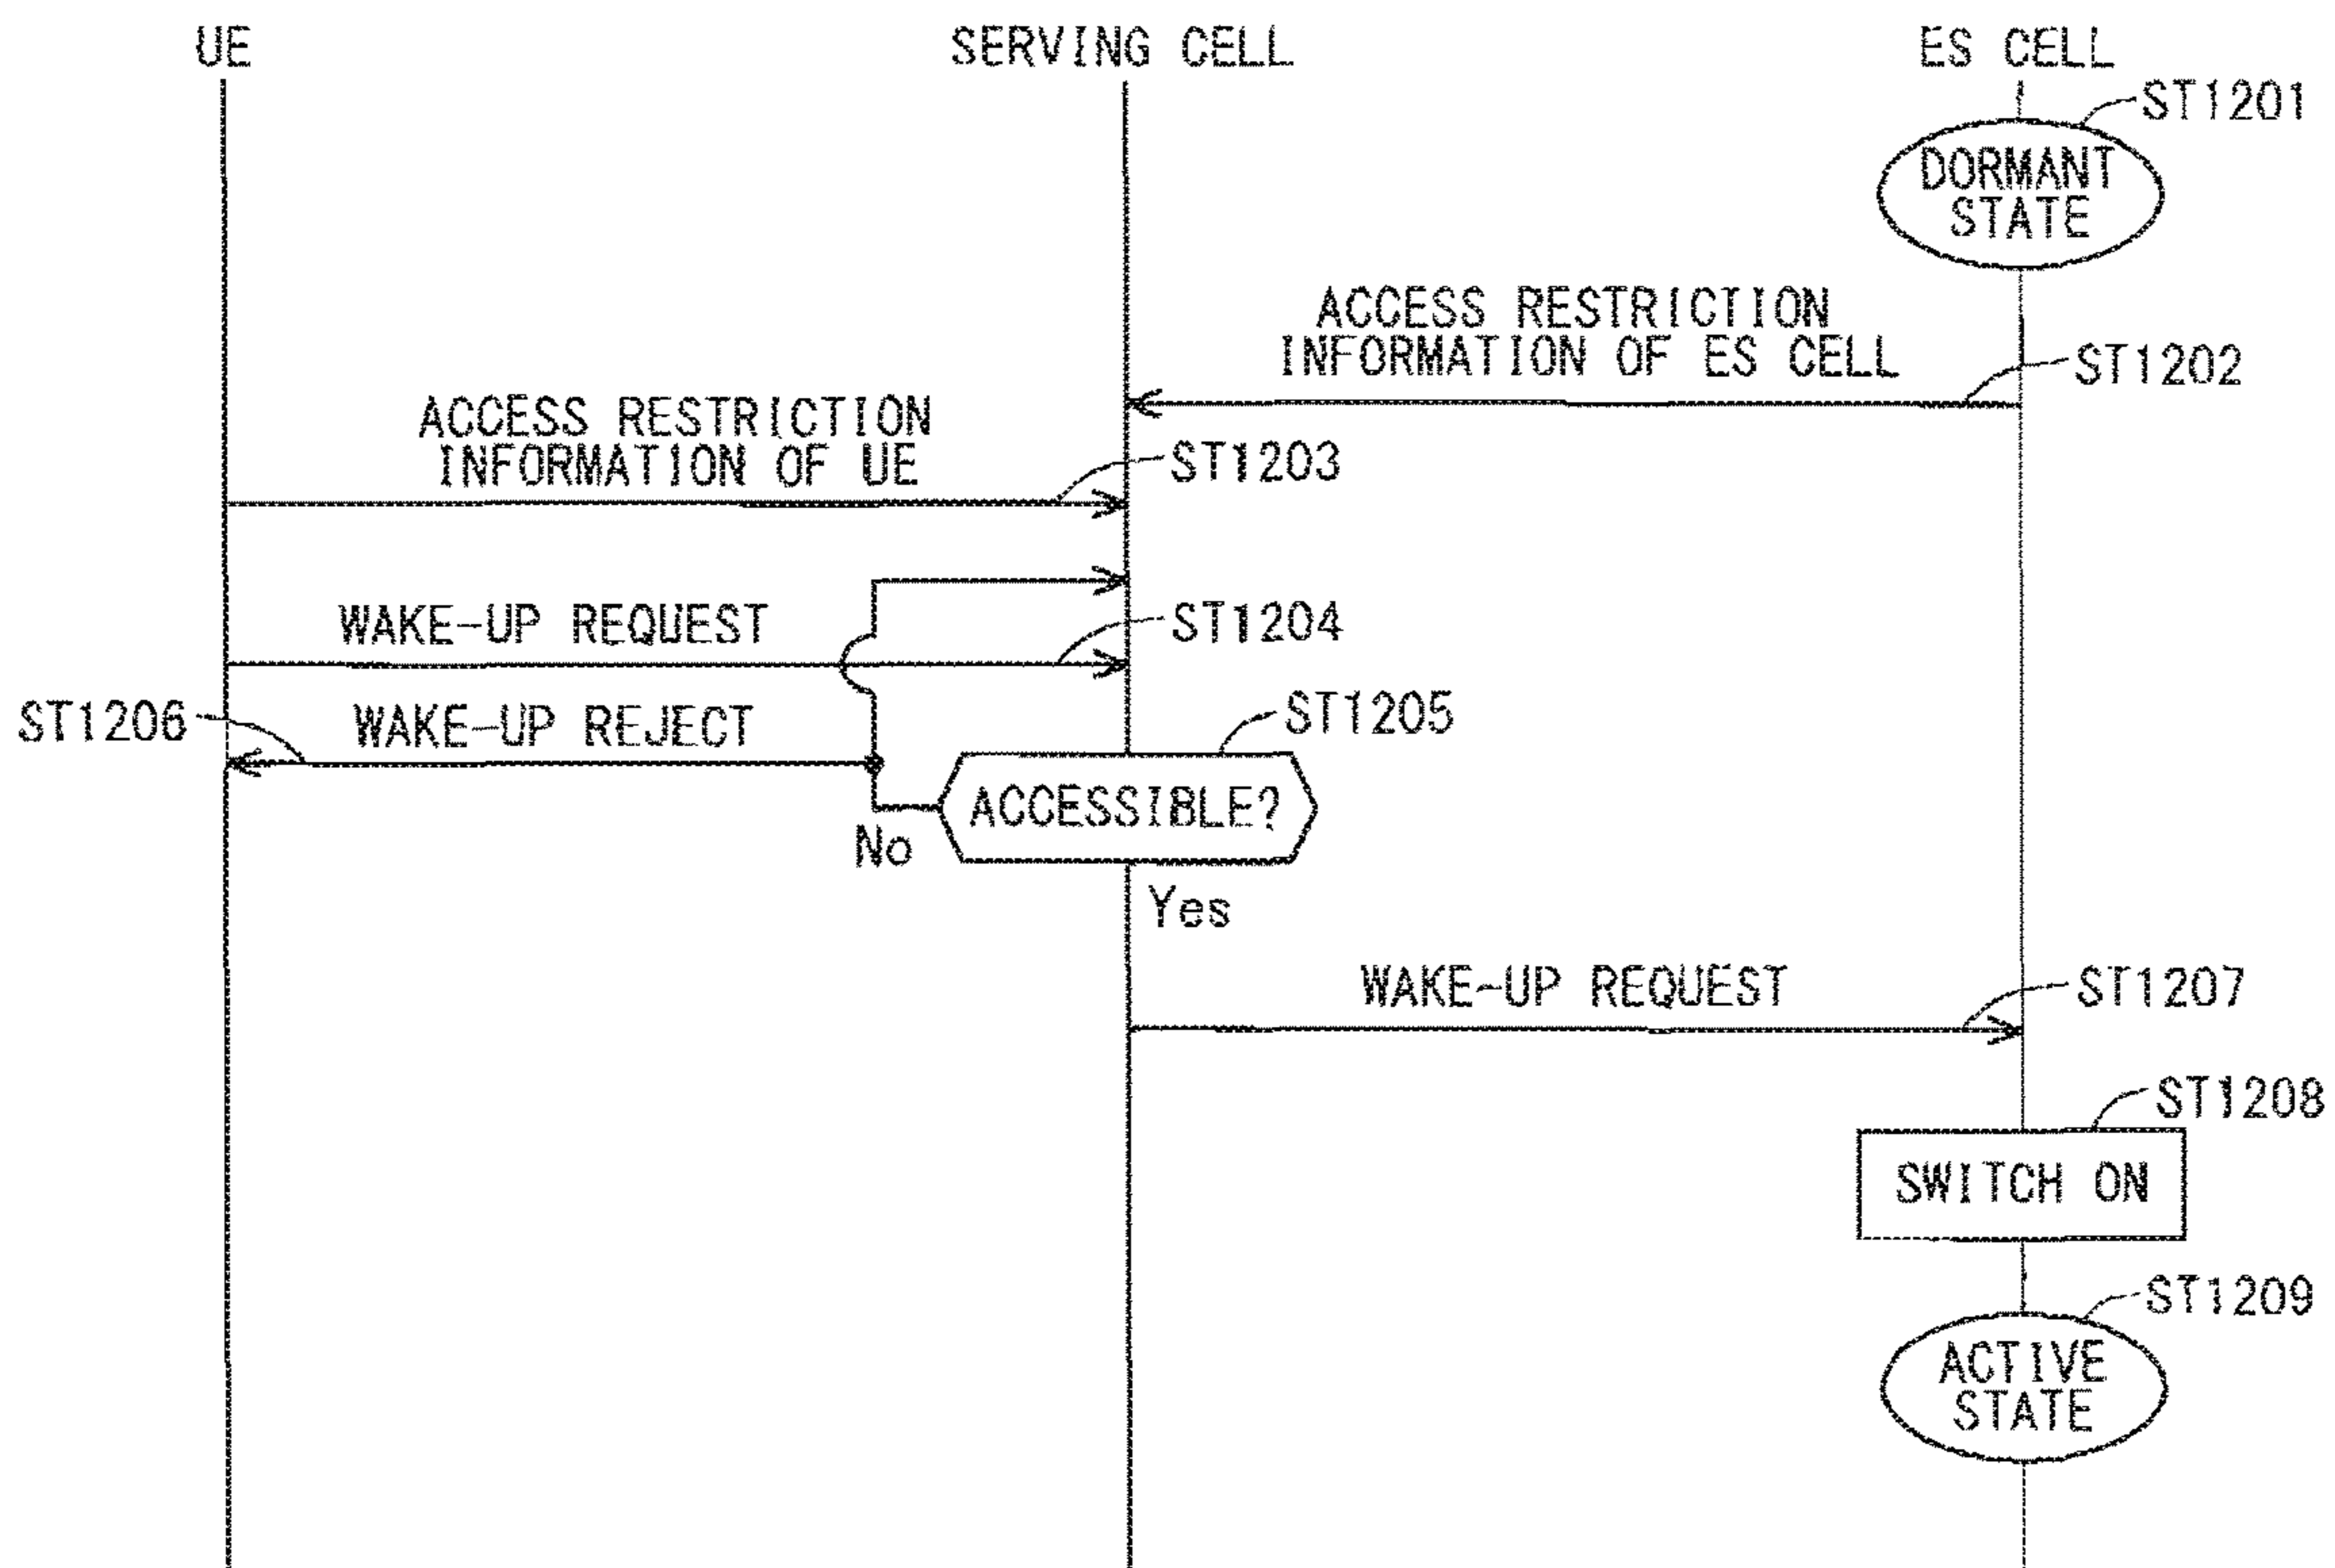 UE
SERVING CELL
ES CELL
ST1201
DORMANT
STATE
ACCESS RESTRICTION
INFORMATION OF ES CELL
ST1202
ACCESS RESTRICTION
INFORMATION OF UE
ST1203
WAKE-UP REQUEST
ST1204
ST1206
WAKE-UP REJECT
ST1205
ACCESSIBLE?
No
Yes
WAKE-UP REQUEST
ST1207
ST1208
SWITCH ON
ST1209
ACTIVE
STATE